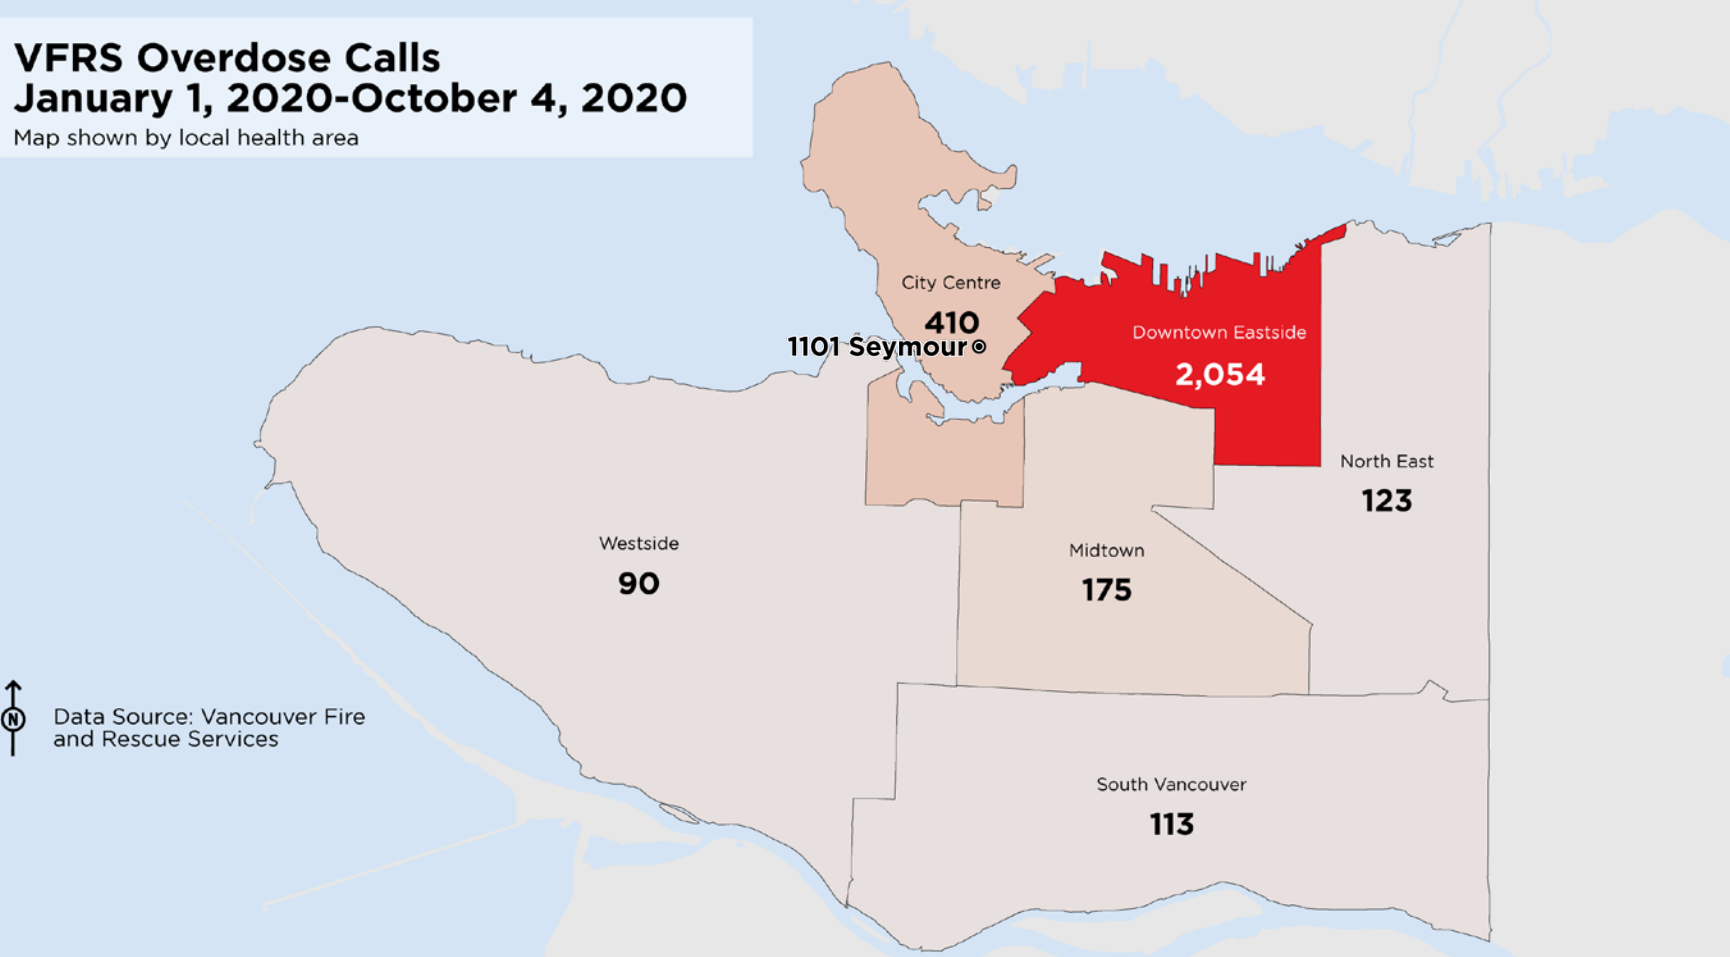 VFRS Overdose Calls
January 1, 2020-October 4, 2020
Map shown by local health area
City Centre
410
1101 Seymour
Downtown Eastside
2,054
North East
123
Westside
90
Midtown
175
N
Data Source: Vancouver Fire
and Rescue Services
South Vancouver
113